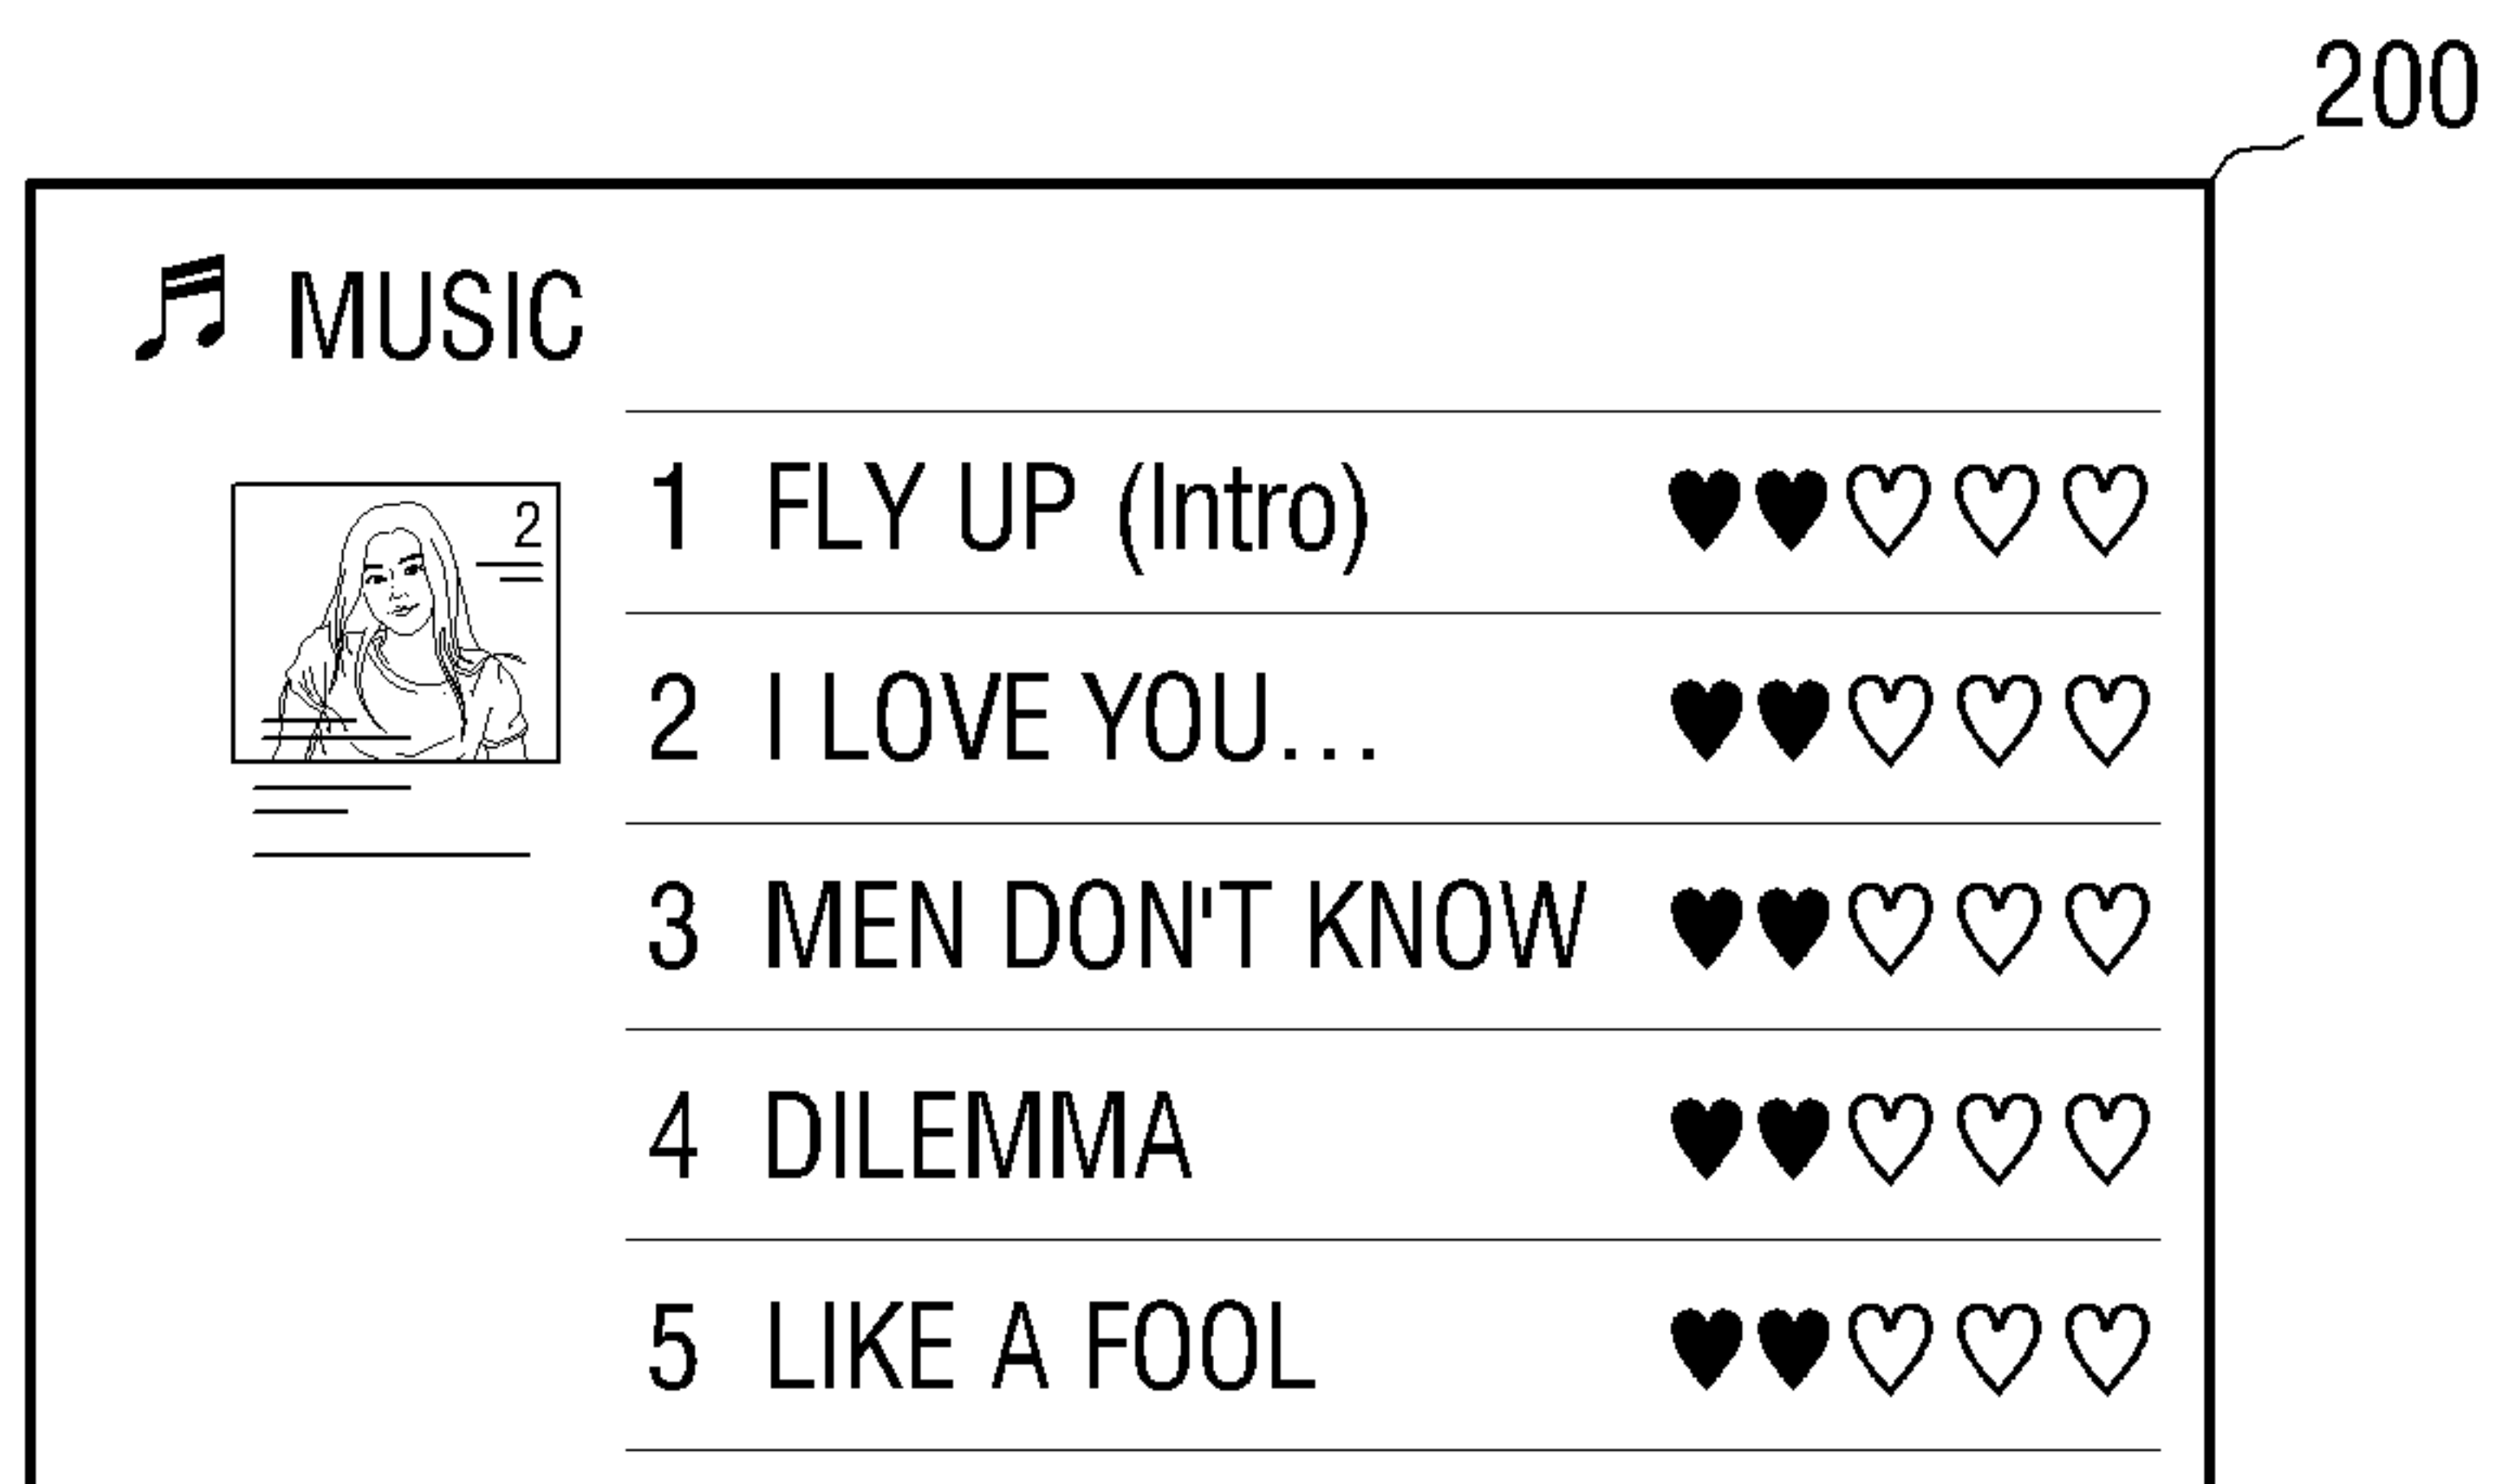 200
MUSIC
2
1 FLY UP (Intro)
2 I LOVE YOU...
3 MEN DON'T KNOW
4 DILEMMA
5 LIKE A FOOL